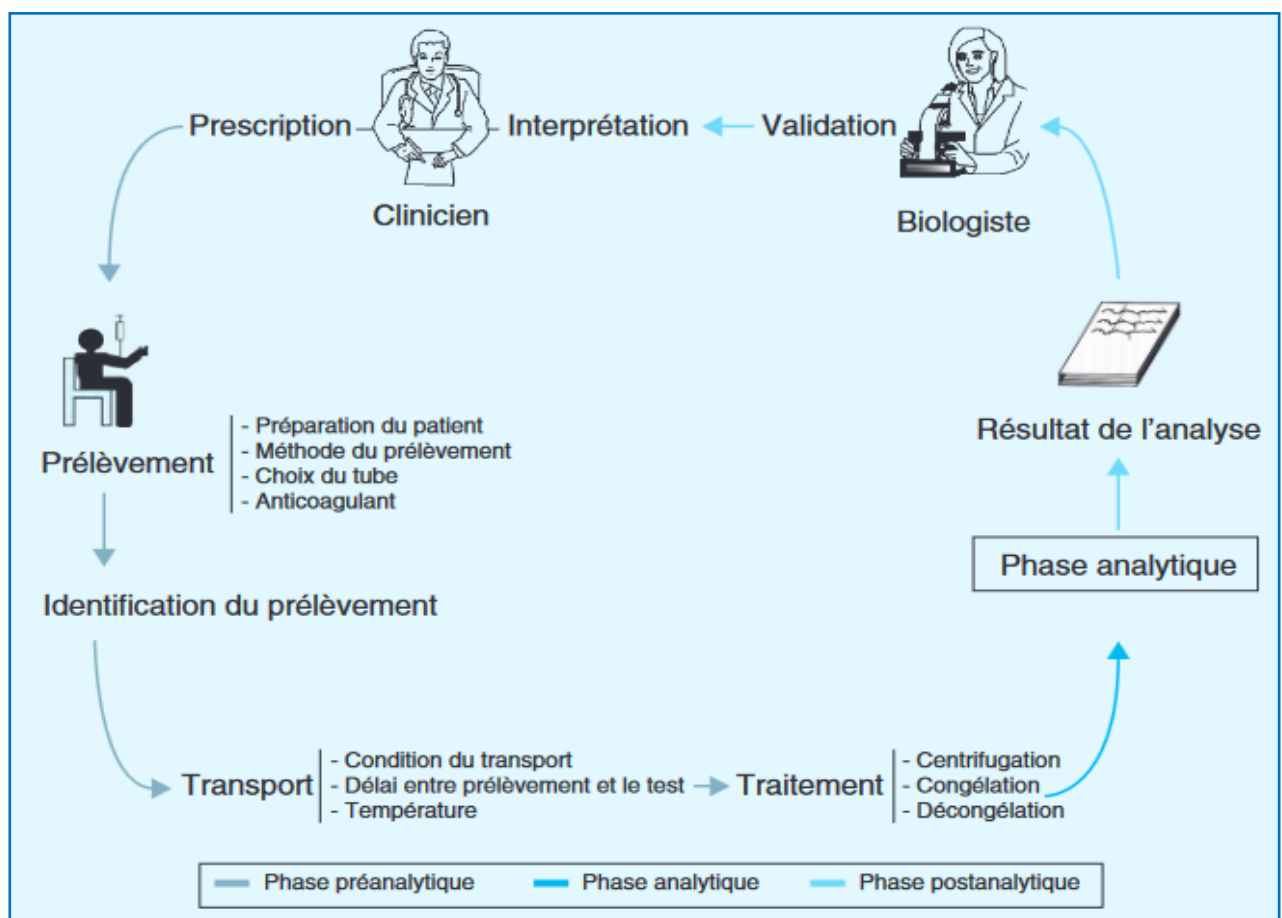 Prescription
Interprétation
Validation
Clinicien
Biologiste
Prélèvement
- Préparation du patient
- Méthode du prélèvement
- Choix du tube
- Anticoagulant
Résultat de l'analyse
Phase analytique
Identification du prélèvement
Transport
- Condition du transport
- Délai entre prélèvement et le test
- Température
Traitement
- Centrifugation
- Congélation
- Décongélation
Phase préanalytique
Phase analytique
Phase postanalytique